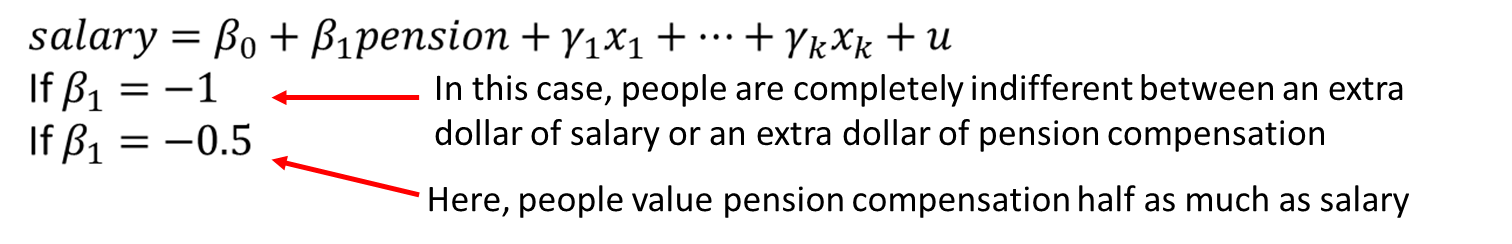 salary = β₀ + β₁pension + γ₁x₁ + ⋯ + γₖxₖ + u
If β₁ = −1
In this case, people are completely indifferent between an extra
dollar of salary or an extra dollar of pension compensation
If β₁ = −0.5
Here, people value pension compensation half as much as salary